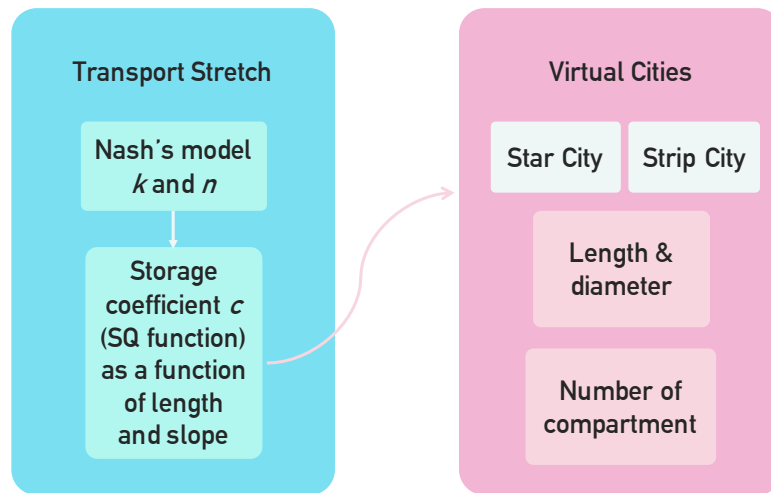 Transport Stretch
Nash's model
k and n
Storage
coefficient c
(SQ function)
as a function
of length
and slope
Virtual Cities
Star City
Strip City
Length &
diameter
Number of
compartment